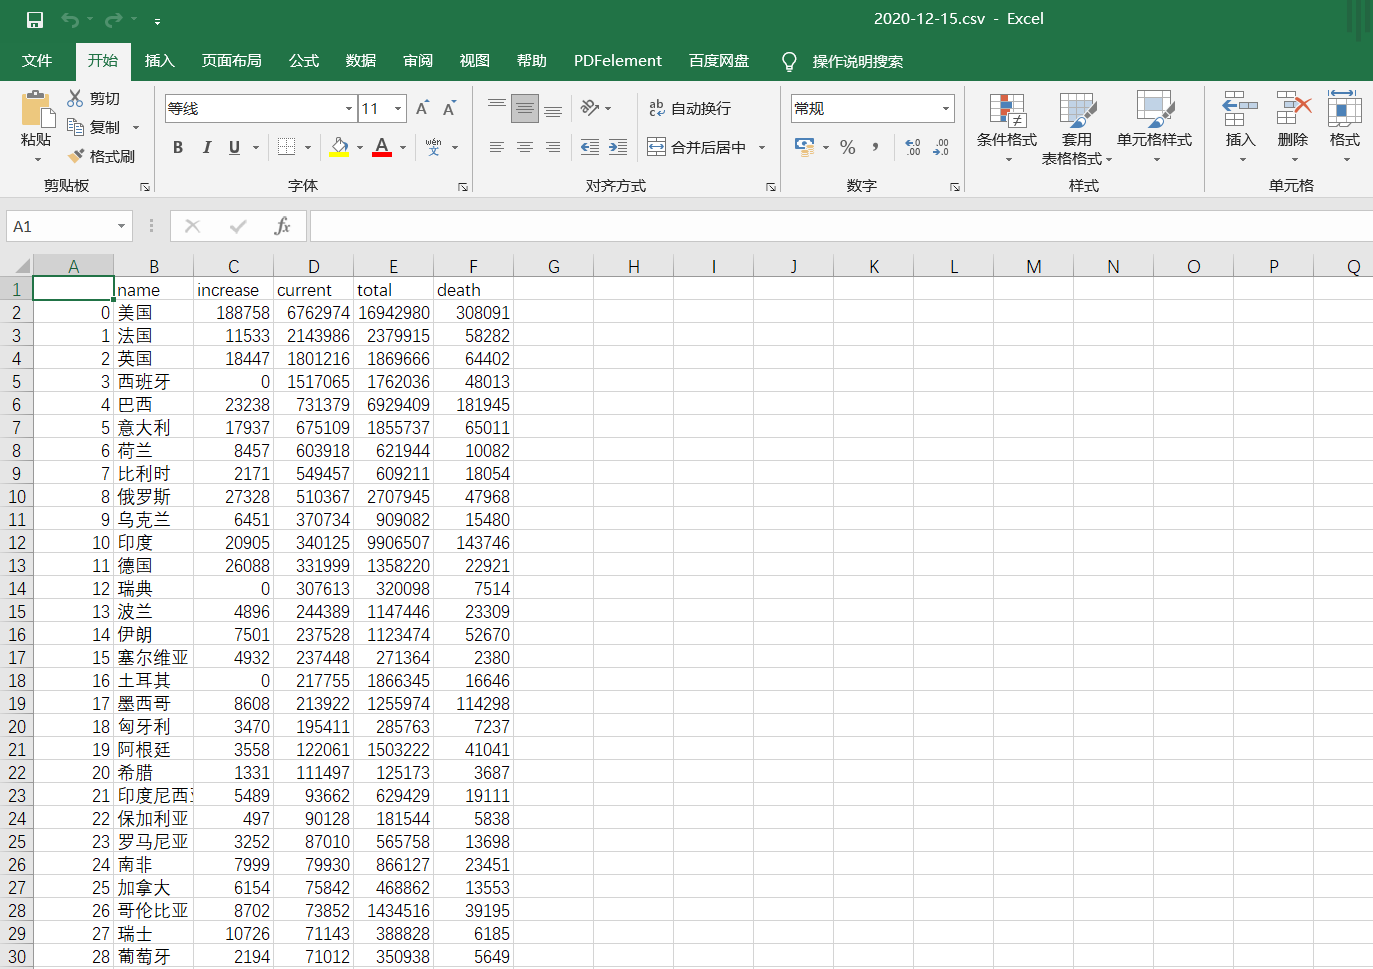 2020-12-15.csv - Excel
文件 开始 插入 页面布局 公式 数据 审阅 视图 帮助 PDFelement 百度网盘 操作说明搜索
剪切
复制
格式刷
粘贴
剪贴板
等线 11
B I U
字体
自动换行
合并后居中
对齐方式
常规
数字
条件格式 套用 表格格式 单元格样式
样式
插入 删除 格式
单元格
A1 fx
A B C D E F G H I J K L M N O P Q
1 name increase current total death
2 0 美国 188758 6762974 16942980 308091
3 1 法国 11533 2143986 2379915 58282
4 2 英国 18447 1801216 1869666 64402
5 3 西班牙 0 1517065 1762036 48013
6 4 巴西 23238 731379 6929409 181945
7 5 意大利 17937 675109 1855737 65011
8 6 荷兰 8457 603918 621944 10082
9 7 比利时 2171 549457 609211 18054
10 8 俄罗斯 27328 510367 2707945 47968
11 9 乌克兰 6451 370734 909082 15480
12 10 印度 20905 340125 9906507 143746
13 11 德国 26088 331999 1358220 22921
14 12 瑞典 0 307613 320098 7514
15 13 波兰 4896 244389 1147446 23309
16 14 伊朗 7501 237528 1123474 52670
17 15 塞尔维亚 4932 237448 271364 2380
18 16 土耳其 0 217755 1866345 16646
19 17 墨西哥 8608 213922 1255974 114298
20 18 匈牙利 3470 195411 285763 7237
21 19 阿根廷 3558 122061 1503222 41041
22 20 希腊 1331 111497 125173 3687
23 21 印度尼西 5489 93662 629429 19111
24 22 保加利亚 497 90128 181544 5838
25 23 罗马尼亚 3252 87010 565758 13698
26 24 南非 7999 79930 866127 23451
27 25 加拿大 6154 75842 468862 13553
28 26 哥伦比亚 8702 73852 1434516 39195
29 27 瑞士 10726 71143 388828 6185
30 28 葡萄牙 2194 71012 350938 5649